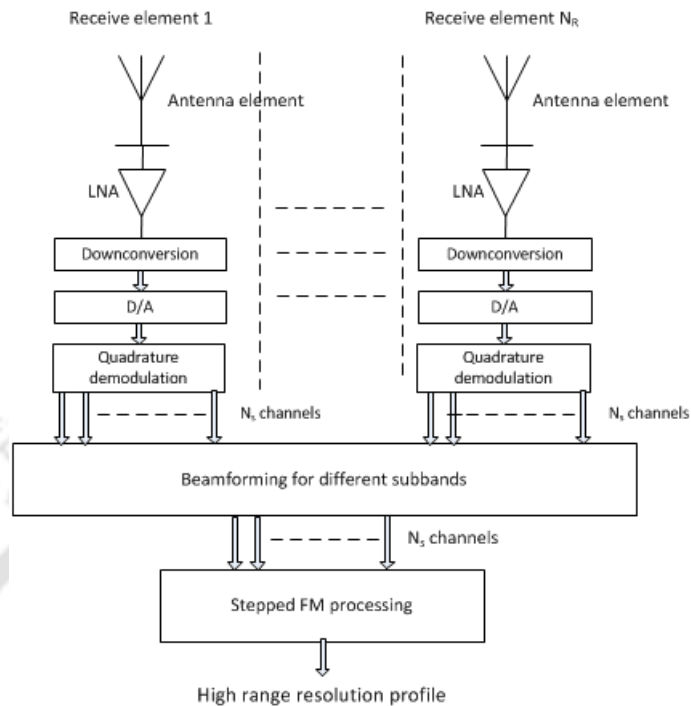 Receive element 1
Receive element N_R
Antenna element
Antenna element
LNA
LNA
Downconversion
Downconversion
D/A
D/A
Quadrature
demodulation
Quadrature
demodulation
N_s channels
N_s channels
Beamforming for different subbands
N_s channels
Stepped FM processing
High range resolution profile